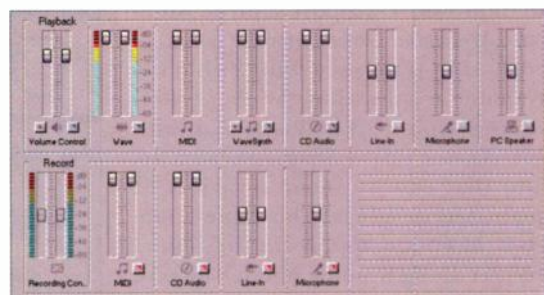 Playback
Volume Control
Wave
MIDI
WaveSynth
CD Audio
Line-In
Microphone
PC Speaker
Record
Recording Con..
MIDI
CD Audio
Line-In
Microphone